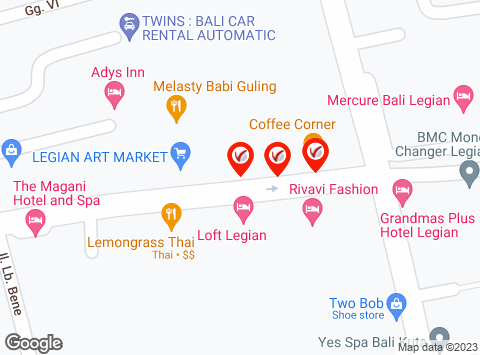 Gg. VI
TWINS : BALI CAR
RENTAL AUTOMATIC
Adys Inn
Melasty Babi Guling
Mercure Bali Legian
Coffee Corner
BMC Mon
Changer Legia
LEGIAN ART MARKET
The Magani
Hotel and Spa
Rivavi Fashion
Grandmas Plus
Hotel Legian
Lemongrass Thai
Thai • $$
Loft Legian
Jl. Lb. Bene
Two Bob
Shoe store
Yes Spa Bali Kuta
Google
Map data ©2023